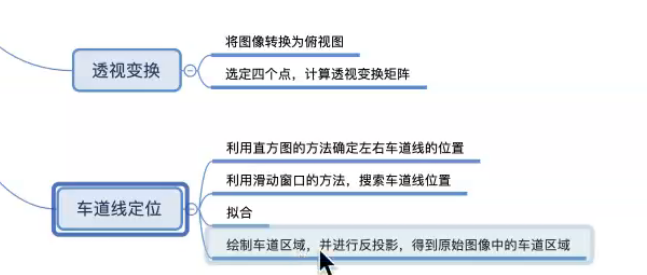 透视变换
将图像转换为俯视图
选定四个点，计算透视变换矩阵
车道线定位
利用直方图的方法确定左右车道线的位置
利用滑动窗口的方法，搜索车道线位置
拟合
绘制车道区域，并进行反投影，得到原始图像中的车道区域